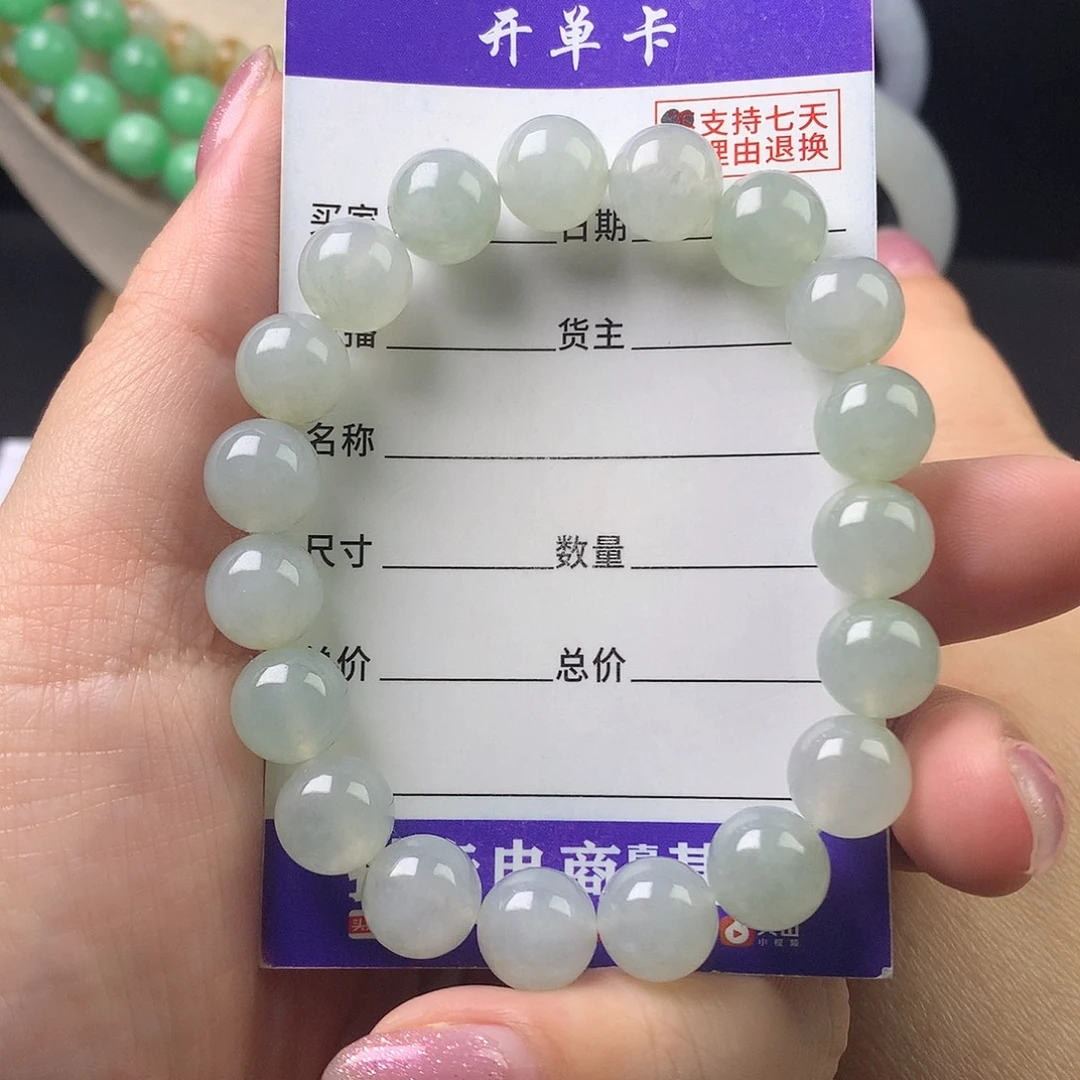 开单卡
支持七天
理由退换
日期
货主
名称
尺寸 数量
价 总价
电商